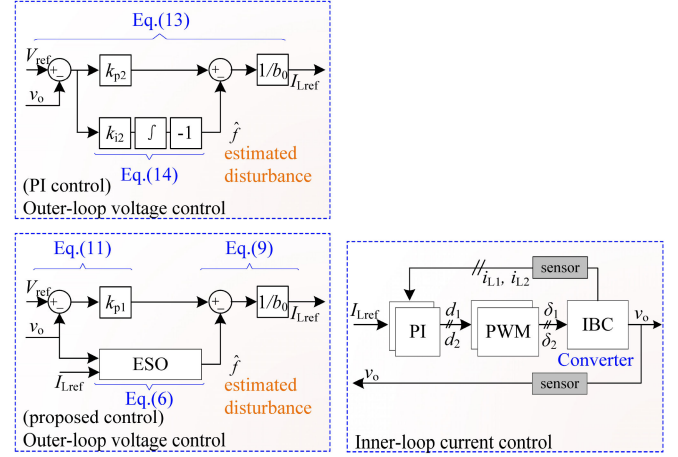 Eq.(13)
Vref
+
−
kp2
+
−
1/b0
ILref
vo
ki2
∫
-1
f̂
estimated
disturbance
Eq.(14)
(PI control)
Outer-loop voltage control
Eq.(11)
Eq.(9)
Vref
+
−
kp1
+
−
1/b0
ILref
vo
ESO
ILref
f̂
estimated
disturbance
Eq.(6)
(proposed control)
Outer-loop voltage control
iL1, iL2
sensor
ILref
PI
d1
d2
PWM
δ1
δ2
IBC
vo
Converter
vo
sensor
Inner-loop current control